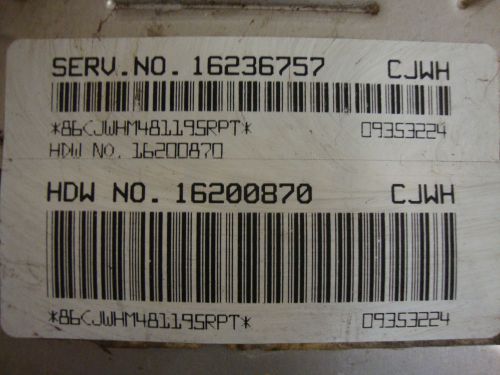 SERV.NO. 16236757 CJWH
*86CJWHM481195RPT* 09353224
HDW NO. 16200870
HDW NO. 16200870 CJWH
*86CJWHM481195RPT* 09353224